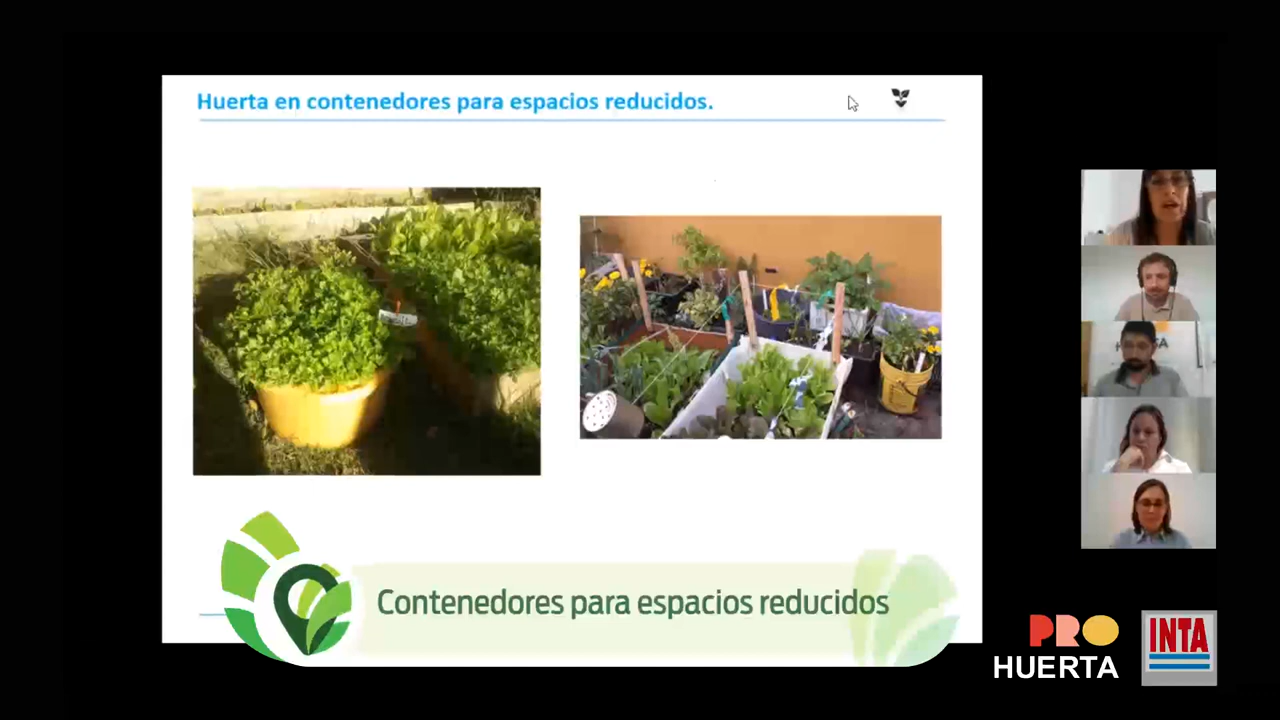 Huerta en contenedores para espacios reducidos.
Contenedores para espacios reducidos
PRO
HUERTA
INTA